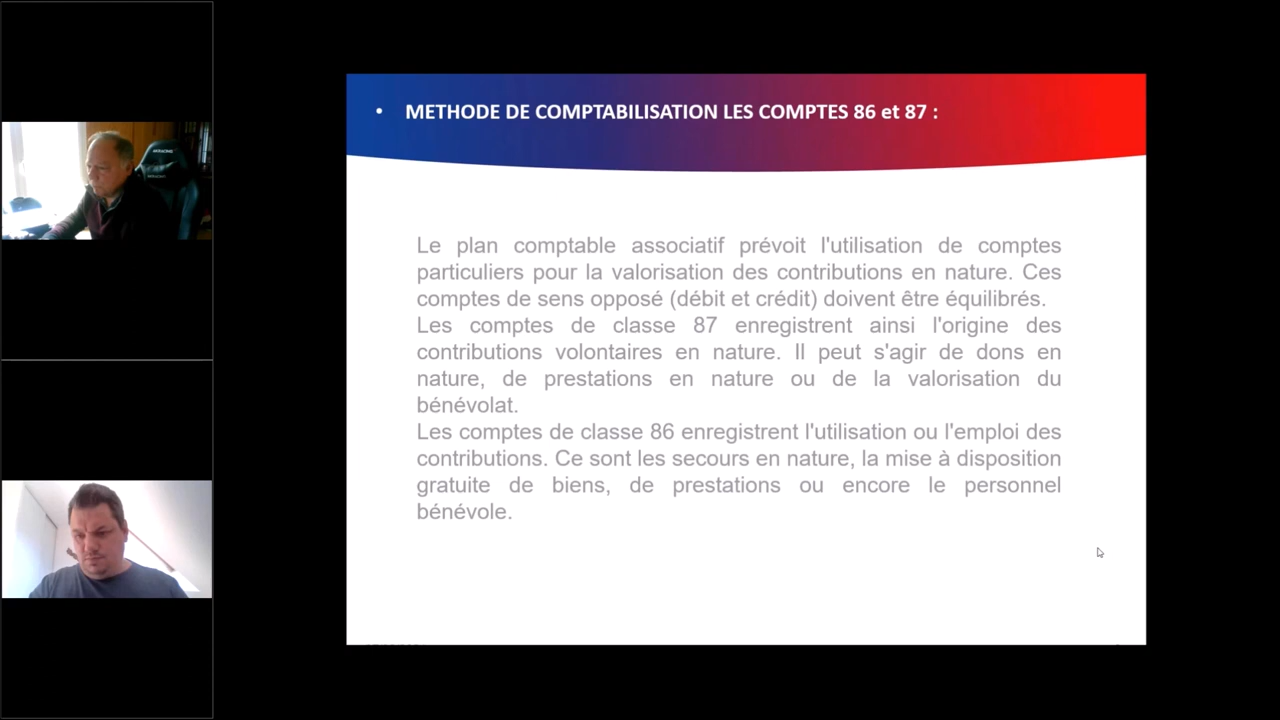 • METHODE DE COMPTABILISATION LES COMPTES 86 et 87 :
Le plan comptable associatif prévoit l'utilisation de comptes
particuliers pour la valorisation des contributions en nature. Ces
comptes de sens opposé (débit et crédit) doivent être équilibrés.
Les comptes de classe 87 enregistrent ainsi l'origine des
contributions volontaires en nature. Il peut s'agir de dons en
nature, de prestations en nature ou de la valorisation du
bénévolat.
Les comptes de classe 86 enregistrent l'utilisation ou l'emploi des
contributions. Ce sont les secours en nature, la mise à disposition
gratuite de biens, de prestations ou encore le personnel
bénévole.